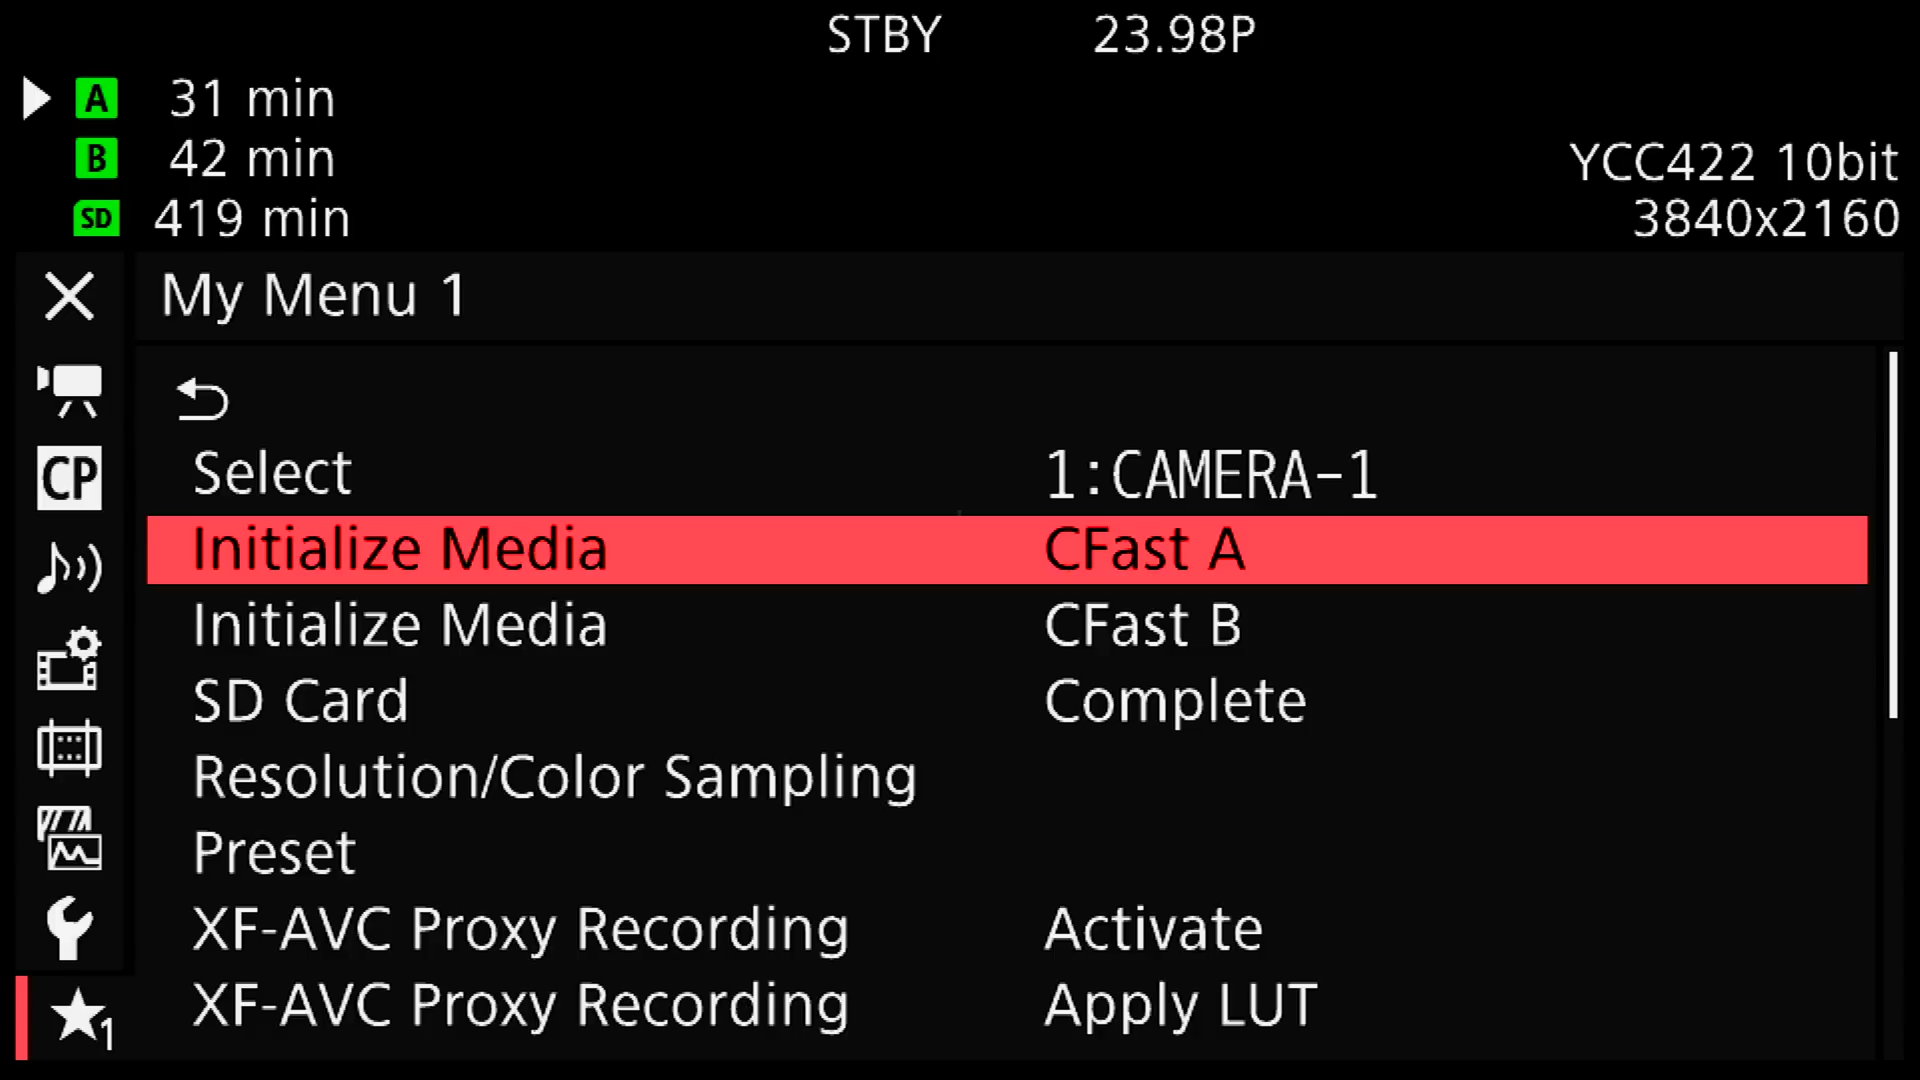 STBY 23.98P
A 31 min
B 42 min
YCC422 10bit
SD 419 min
3840x2160
My Menu 1
Select 1:CAMERA-1
CP
Initialize Media CFast A
Initialize Media CFast B
SD Card Complete
Resolution/Color Sampling
Preset
XF-AVC Proxy Recording Activate
XF-AVC Proxy Recording Apply LUT
1